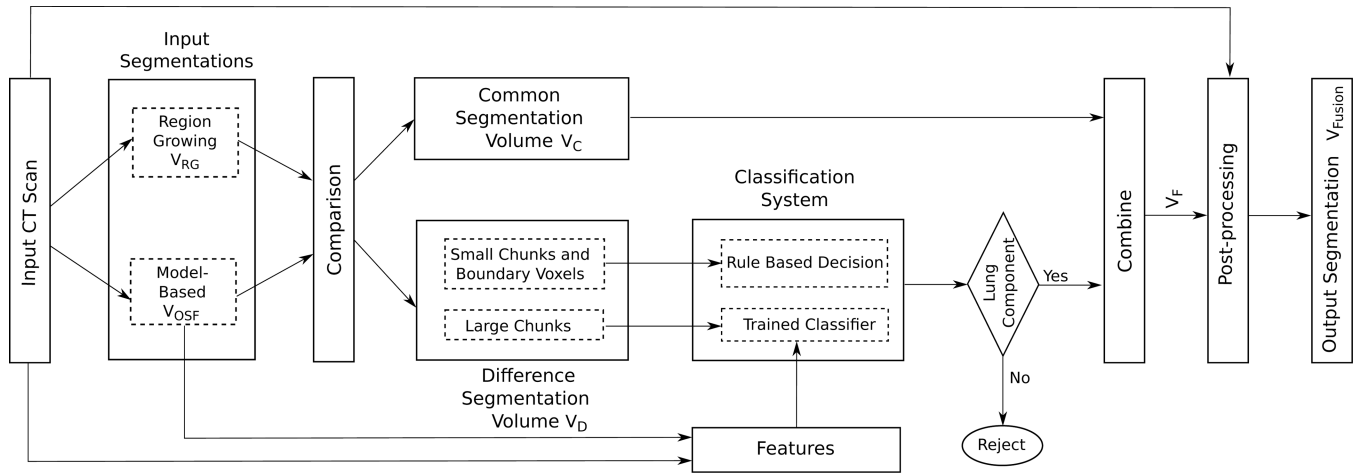 Input CT Scan
Input
Segmentations
Region
Growing
V_RG
Model-
Based
V_OSF
Comparison
Common
Segmentation
Volume V_C
Small Chunks and
Boundary Voxels
Large Chunks
Difference
Segmentation
Volume V_D
Classification
System
Rule Based Decision
Trained Classifier
Features
Lung
Component
Yes
No
Reject
Combine
V_F
Post-processing
Output Segmentation V_Fusion